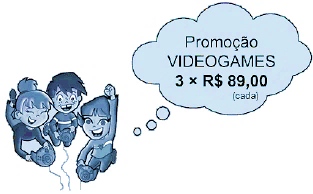 Promoção
VIDEOGAMES
3 × R$ 89,00
(cada)